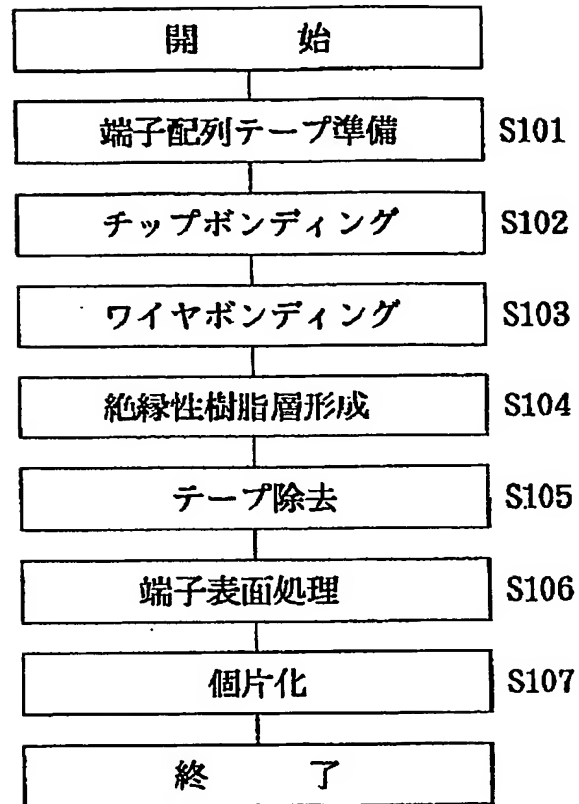 開 始
端子配列テープ準備 S101
チップボンディング S102
ワイヤボンディング S103
絶縁性樹脂層形成 S104
テープ除去 S105
端子表面処理 S106
個片化 S107
終 了